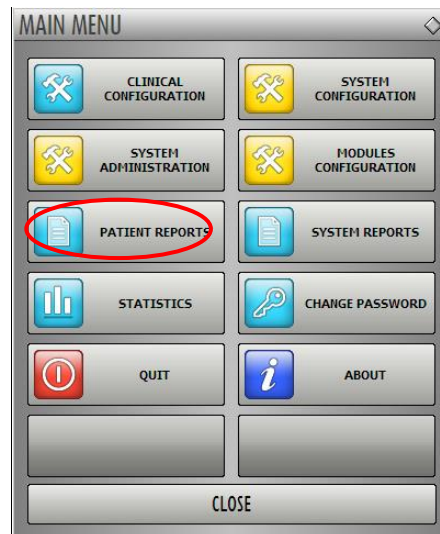 MAIN MENU
CLINICAL
CONFIGURATION
SYSTEM
CONFIGURATION
SYSTEM
ADMINISTRATION
MODULES
CONFIGURATION
PATIENT REPORTS
SYSTEM REPORTS
STATISTICS
CHANGE PASSWORD
QUIT
ABOUT
CLOSE